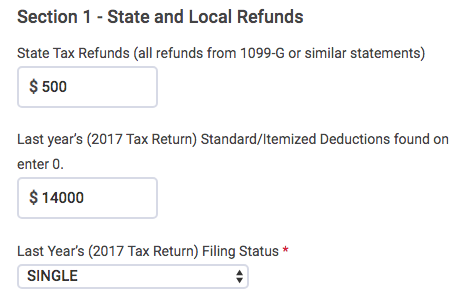 Section 1 - State and Local Refunds
State Tax Refunds (all refunds from 1099-G or similar statements)
$ 500
Last year's (2017 Tax Return) Standard/Itemized Deductions found on
enter 0.
$ 14000
Last Year's (2017 Tax Return) Filing Status *
SINGLE